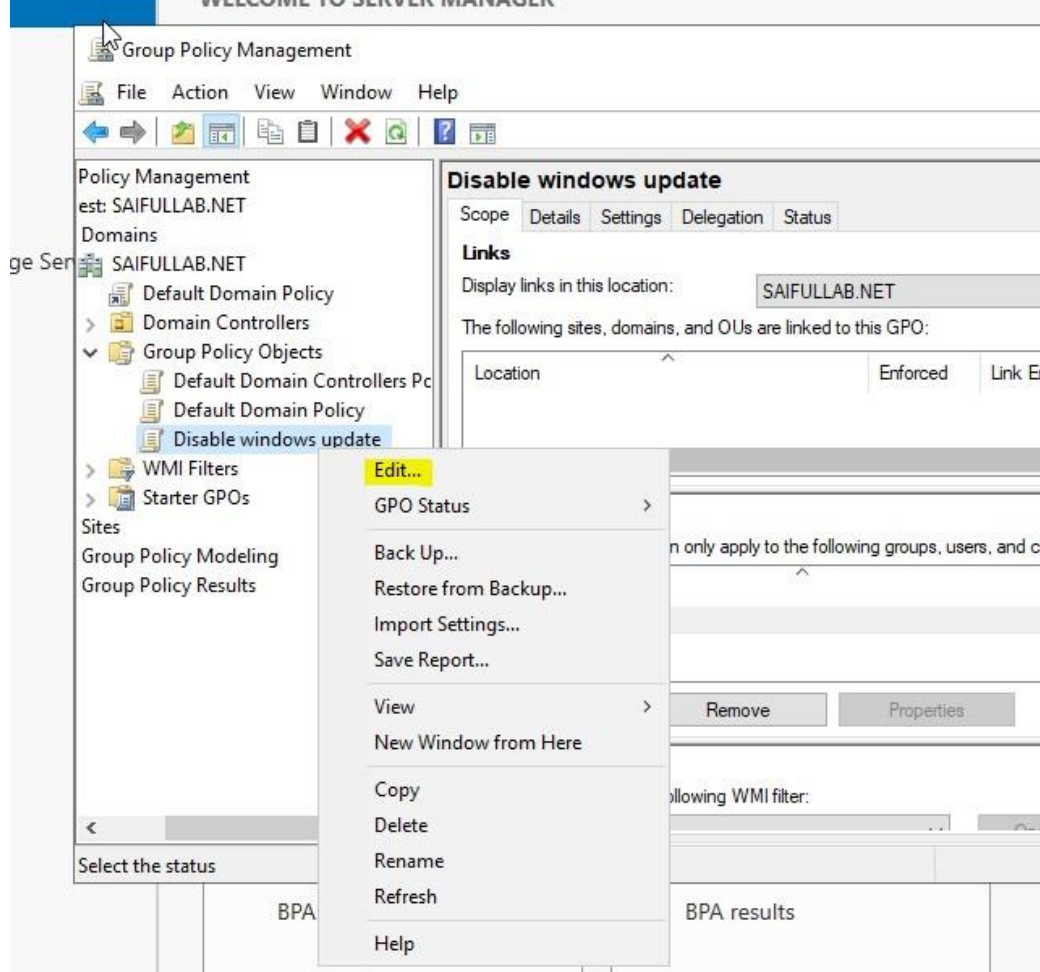 WELCOME TO SERVER MANAGER
Group Policy Management
File Action View Window Help
Policy Management
est: SAIFULLAB.NET
Domains
SAIFULLAB.NET
Default Domain Policy
Domain Controllers
Group Policy Objects
Default Domain Controllers Pc
Default Domain Policy
Disable windows update
WMI Filters
Starter GPOs
Sites
Group Policy Modeling
Group Policy Results
ge Ser
Disable windows update
Scope Details Settings Delegation Status
Links
Display links in this location: SAIFULLAB.NET
The following sites, domains, and OUs are linked to this GPO:
Location Enforced Link E
Edit...
GPO Status
Back Up...
Restore from Backup...
Import Settings...
Save Report...
View
New Window from Here
Copy
Delete
Rename
Refresh
Help
n only apply to the following groups, users, and c
Remove Properties
ollowing WMI filter:
Select the status
BPA
BPA results